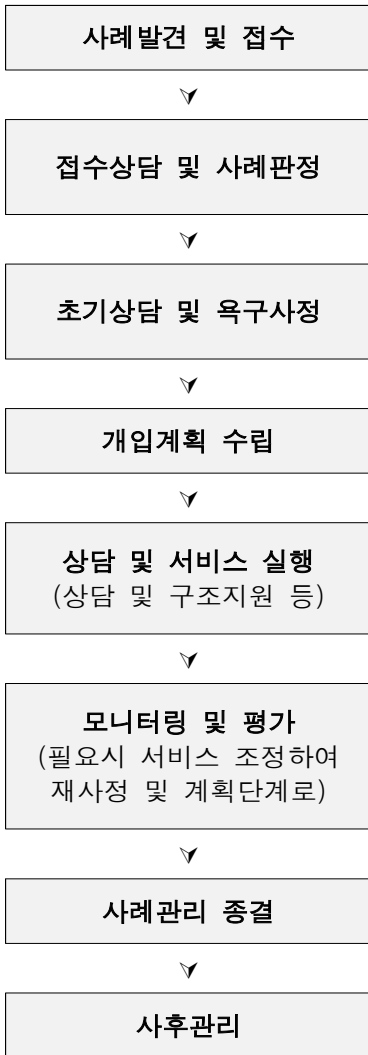 사례발견 및 접수
접수상담 및 사례판정
초기상담 및 욕구사정
개입계획 수립
상담 및 서비스 실행
(상담 및 구조지원 등)
모니터링 및 평가
(필요시 서비스 조정하여
재사정 및 계획단계로)
사례관리 종결
사후관리